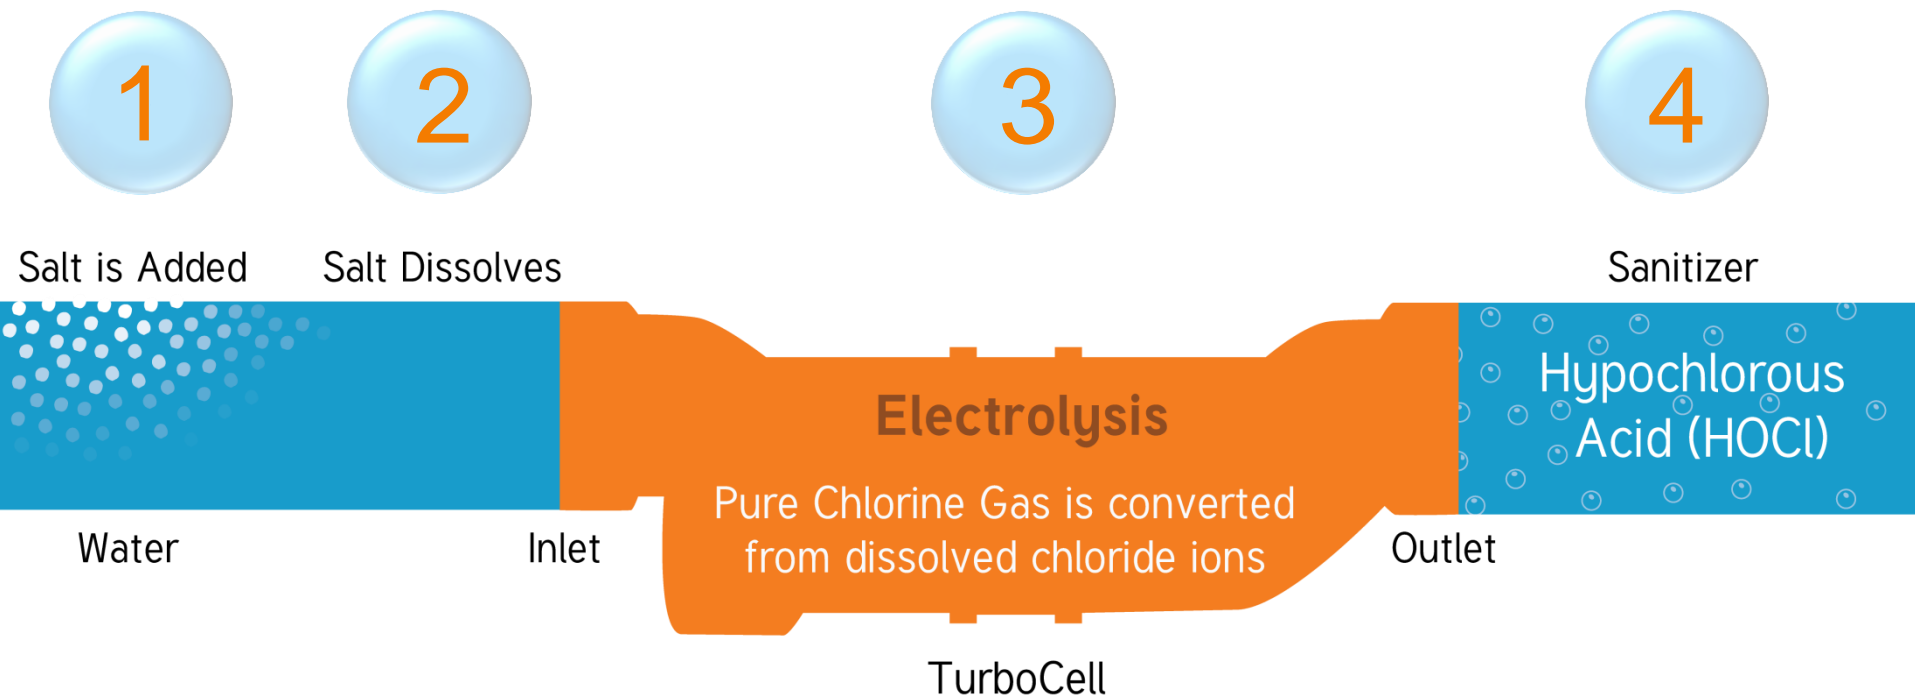 1
2
3
4
Salt is Added
Salt Dissolves
Sanitizer
Electrolysis
Pure Chlorine Gas is converted
from dissolved chloride ions
Hypochlorous
Acid (HOCl)
Water
Inlet
Outlet
TurboCell